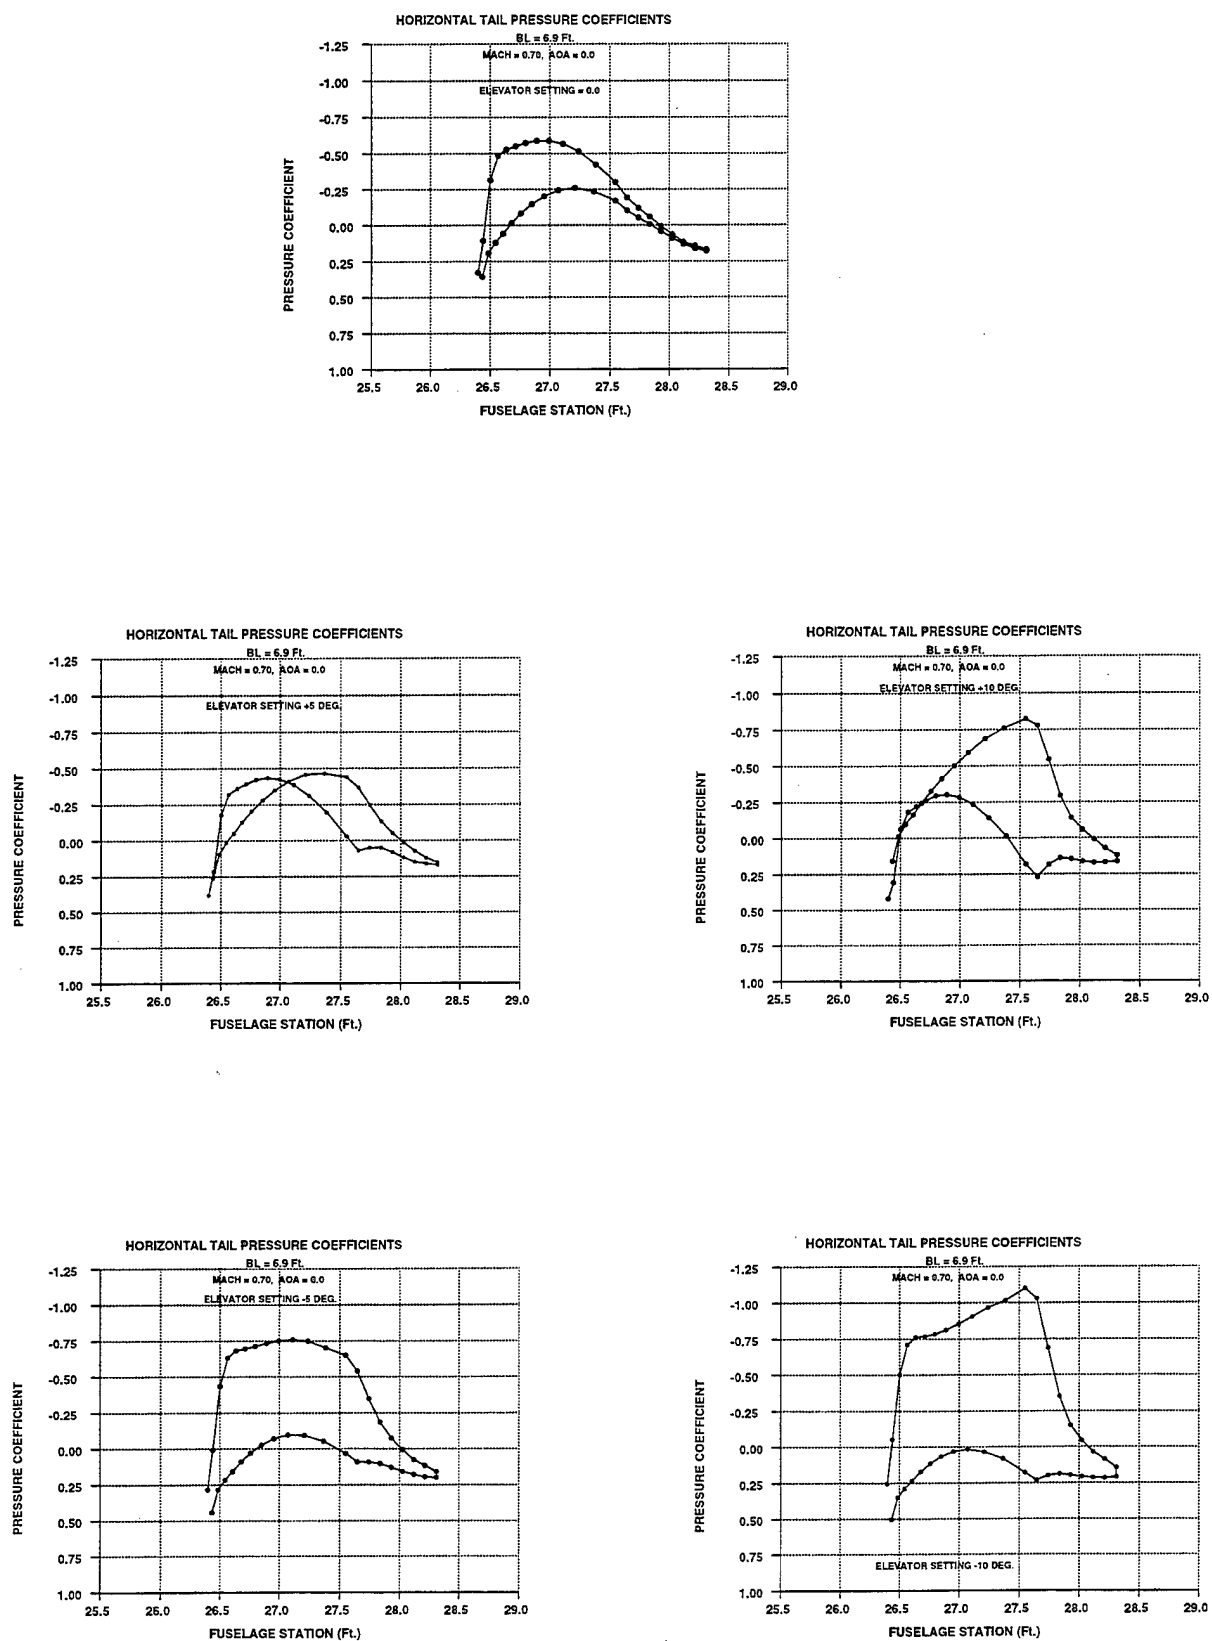 HORIZONTAL TAIL PRESSURE COEFFICIENTS
BL = 6.9 Ft.
MACH = 0.70, AOA = 0.0
ELEVATOR SETTING = 0.0
-1.25
-1.00
-0.75
-0.50
-0.25
0.00
0.25
0.50
0.75
1.00
PRESSURE COEFFICIENT
25.5 26.0 26.5 27.0 27.5 28.0 28.5 29.0
FUSELAGE STATION (Ft.)
HORIZONTAL TAIL PRESSURE COEFFICIENTS
BL = 6.9 Ft.
MACH = 0.70, AOA = 0.0
ELEVATOR SETTING +5 DEG.
-1.25
-1.00
-0.75
-0.50
-0.25
0.00
0.25
0.50
0.75
1.00
PRESSURE COEFFICIENT
25.5 26.0 26.5 27.0 27.5 28.0 28.5 29.0
FUSELAGE STATION (Ft.)
HORIZONTAL TAIL PRESSURE COEFFICIENTS
BL = 6.9 Ft.
MACH = 0.70, AOA = 0.0
ELEVATOR SETTING +10 DEG.
-1.25
-1.00
-0.75
-0.50
-0.25
0.00
0.25
0.50
0.75
1.00
PRESSURE COEFFICIENT
25.5 26.0 26.5 27.0 27.5 28.0 28.5 29.0
FUSELAGE STATION (Ft.)
HORIZONTAL TAIL PRESSURE COEFFICIENTS
BL = 6.9 Ft.
MACH = 0.70, AOA = 0.0
ELEVATOR SETTING -5 DEG.
-1.25
-1.00
-0.75
-0.50
-0.25
0.00
0.25
0.50
0.75
1.00
PRESSURE COEFFICIENT
25.5 26.0 26.5 27.0 27.5 28.0 28.5 29.0
FUSELAGE STATION (Ft.)
HORIZONTAL TAIL PRESSURE COEFFICIENTS
BL = 6.9 Ft.
MACH = 0.70, AOA = 0.0
-1.25
-1.00
-0.75
-0.50
-0.25
0.00
0.25
0.50
0.75
1.00
PRESSURE COEFFICIENT
ELEVATOR SETTING -10 DEG.
25.5 26.0 26.5 27.0 27.5 28.0 28.5 29.0
FUSELAGE STATION (Ft.)